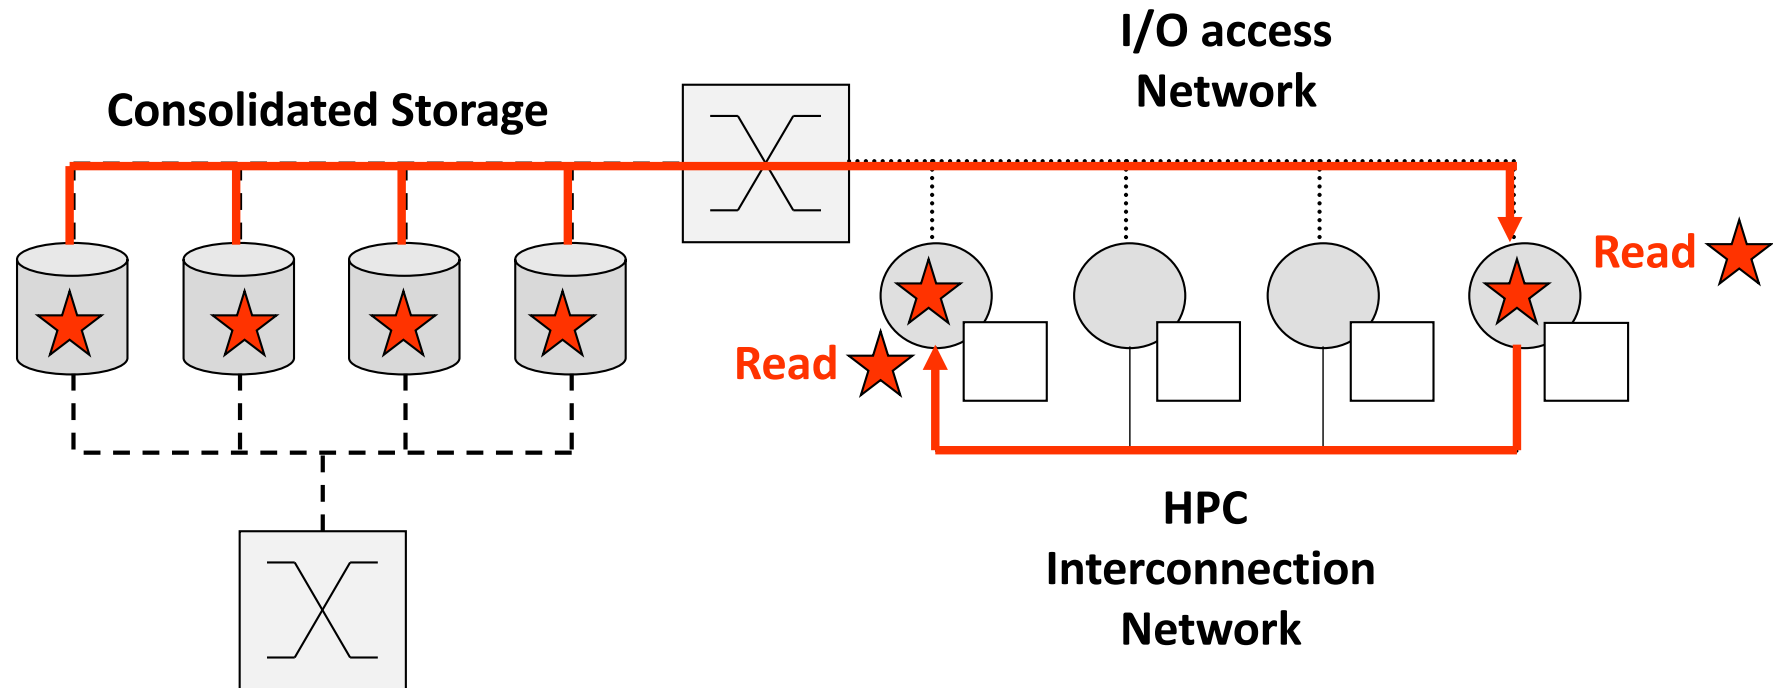 I/O access
Network
Consolidated Storage
Read
Read
HPC
Interconnection
Network